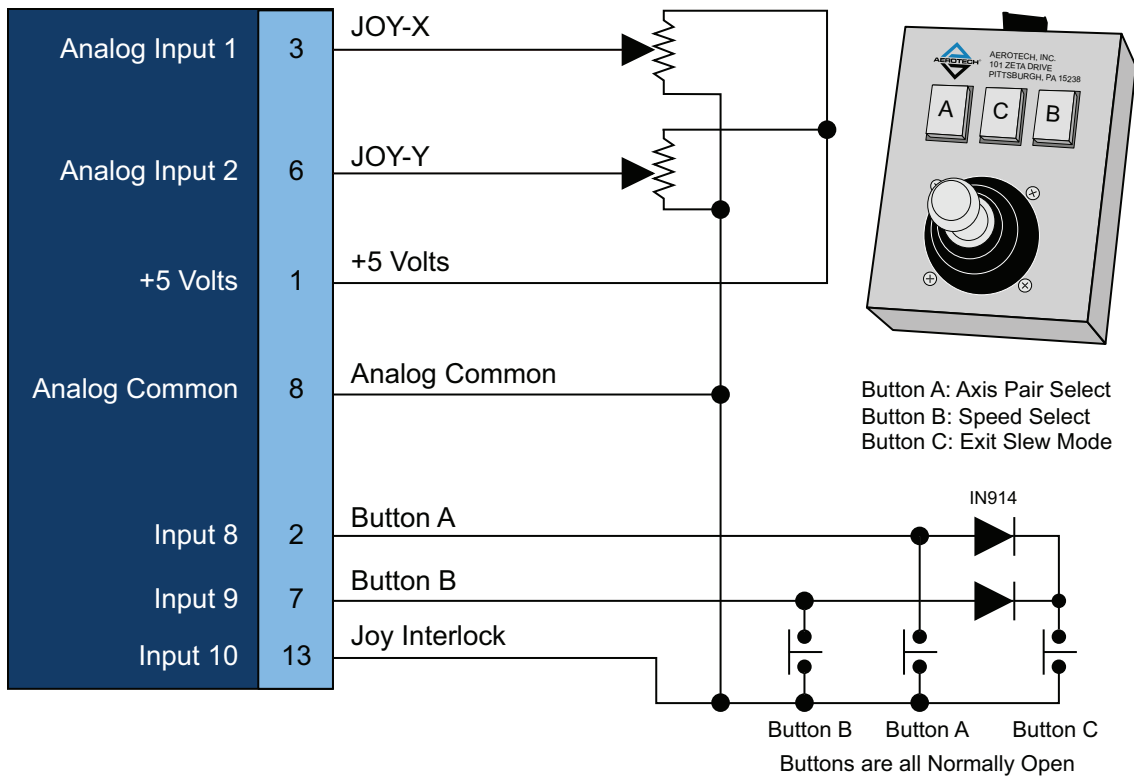 Analog Input 1 3 JOY-X
Analog Input 2 6 JOY-Y
+5 Volts 1 +5 Volts
Analog Common 8 Analog Common
Input 8 2 Button A
Input 9 7 Button B
Input 10 13 Joy Interlock
AEROTECH
AEROTECH, INC.
101 ZETA DRIVE
PITTSBURGH, PA 15238
A C B
Button A: Axis Pair Select
Button B: Speed Select
Button C: Exit Slew Mode
IN914
Button B Button A Button C
Buttons are all Normally Open